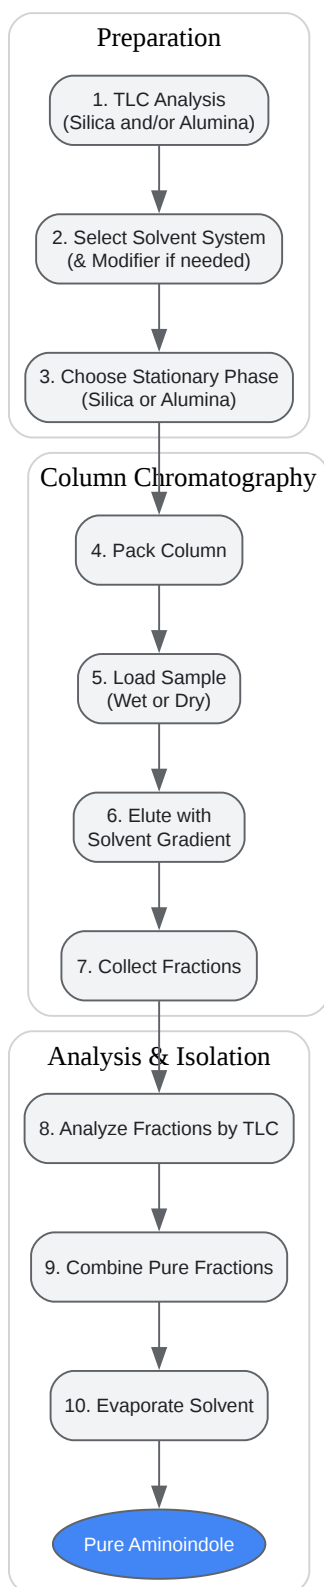 Preparation
1. TLC Analysis
(Silica and/or Alumina)
2. Select Solvent System
(& Modifier if needed)
3. Choose Stationary Phase
(Silica or Alumina)
Column Chromatography
4. Pack Column
5. Load Sample
(Wet or Dry)
6. Elute with
Solvent Gradient
7. Collect Fractions
Analysis & Isolation
8. Analyze Fractions by TLC
9. Combine Pure Fractions
10. Evaporate Solvent
Pure Aminoindole